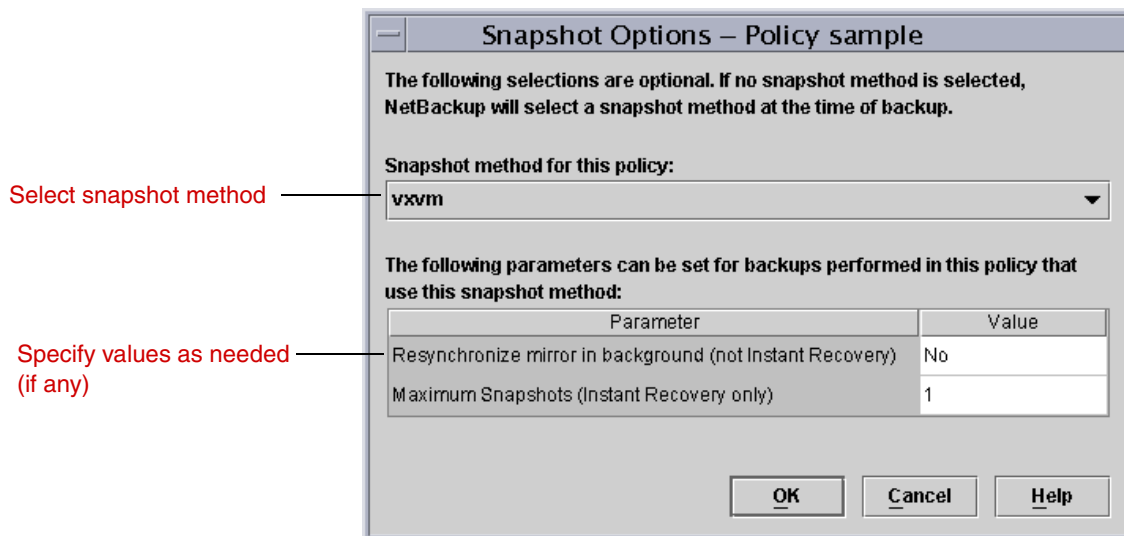 Snapshot Options – Policy sample
The following selections are optional. If no snapshot method is selected,
NetBackup will select a snapshot method at the time of backup.
Snapshot method for this policy:
Select snapshot method
vxvm
The following parameters can be set for backups performed in this policy that
use this snapshot method:
Parameter Value
Specify values as needed
(if any)
Resynchronize mirror in background (not Instant Recovery) No
Maximum Snapshots (Instant Recovery only) 1
OK Cancel Help